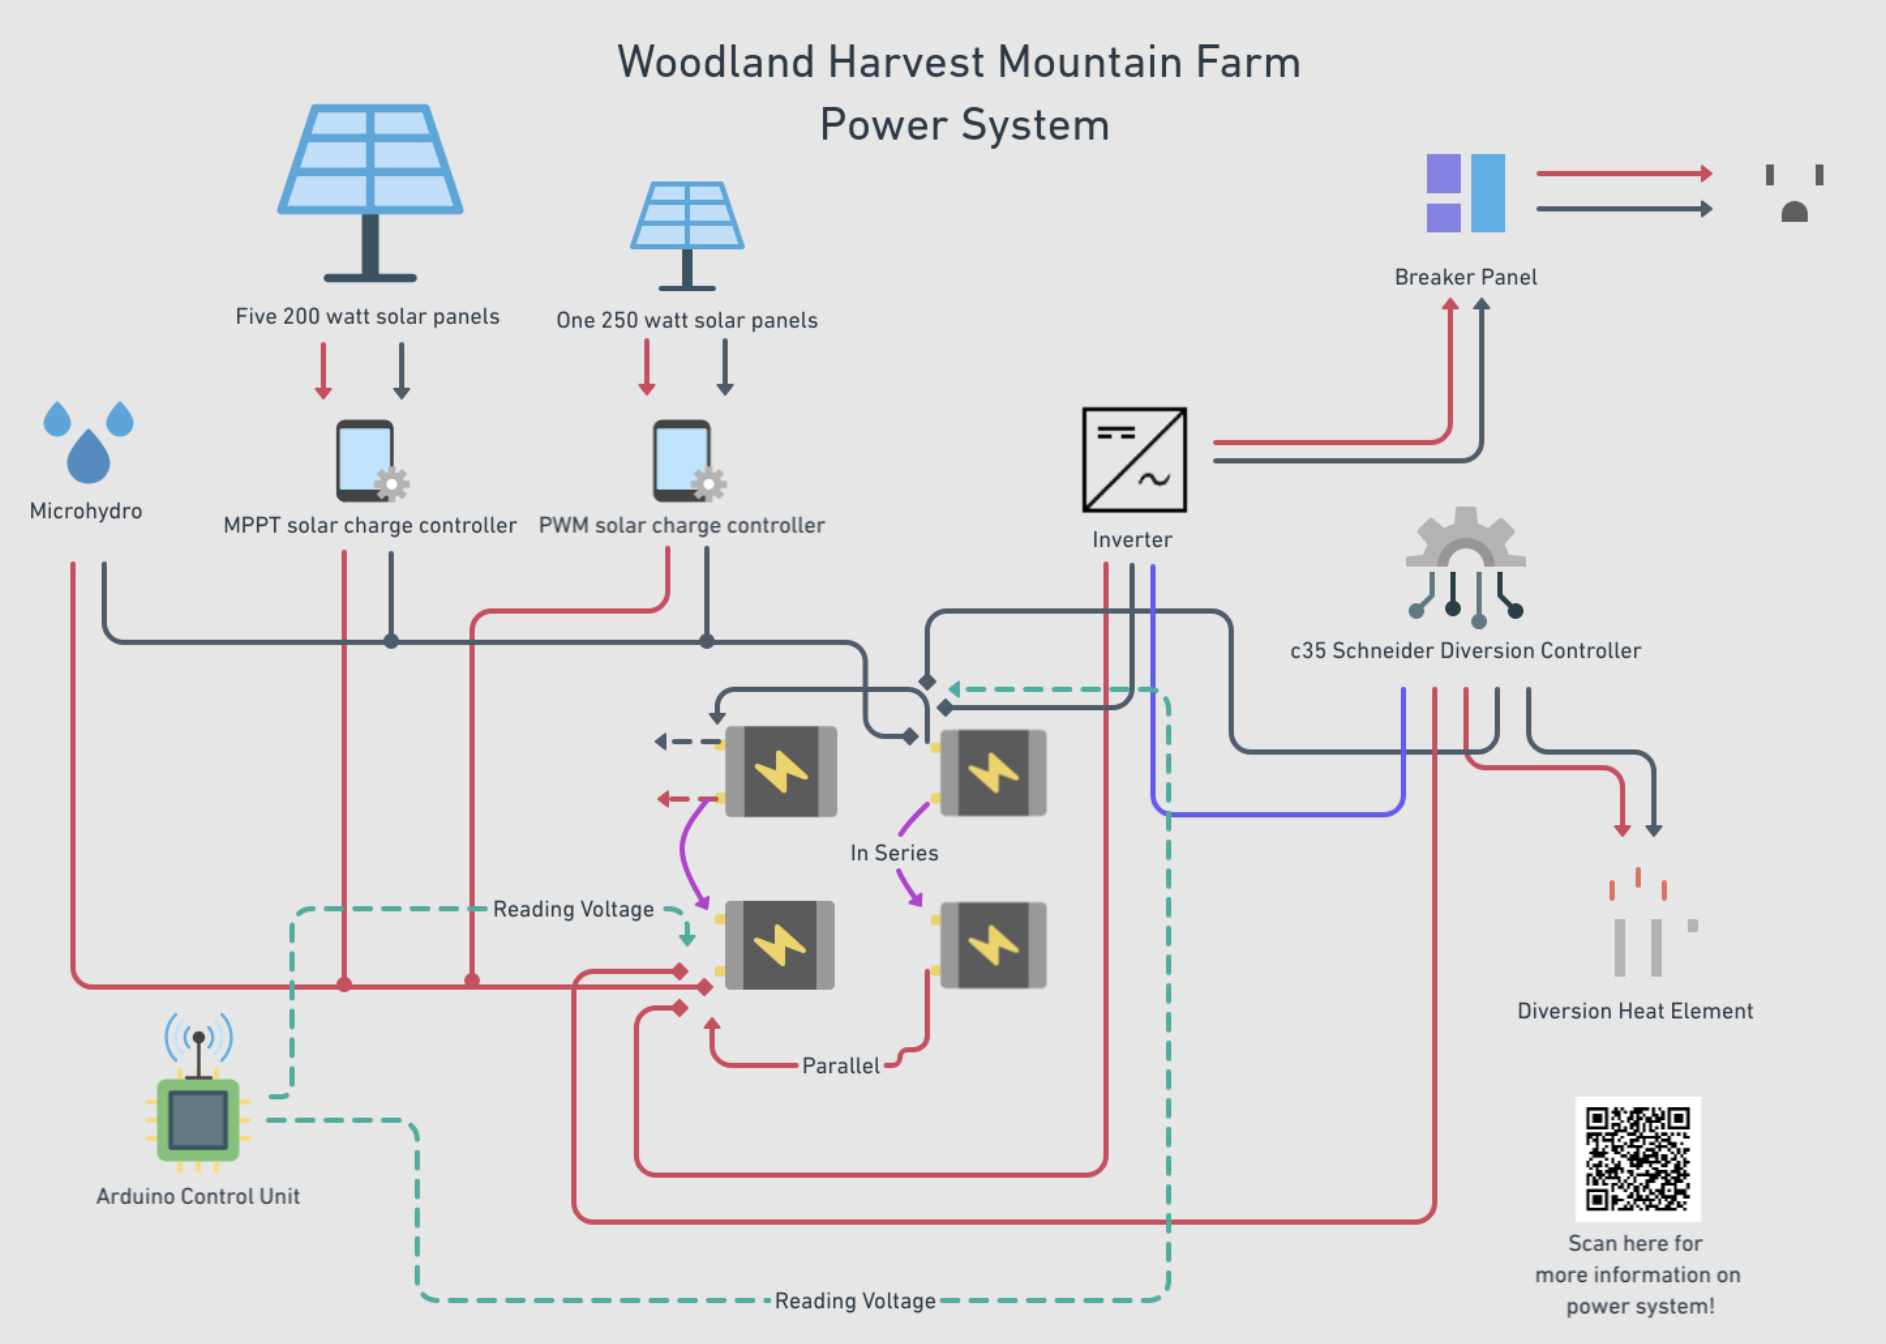 Woodland Harvest Mountain Farm
Power System
Breaker Panel
Five 200 watt solar panels
One 250 watt solar panels
Microhydro
MPPT solar charge controller
PWM solar charge controller
Inverter
c35 Schneider Diversion Controller
In Series
Reading Voltage
Diversion Heat Element
Parallel
Arduino Control Unit
Scan here for
more information on
power system!
Reading Voltage